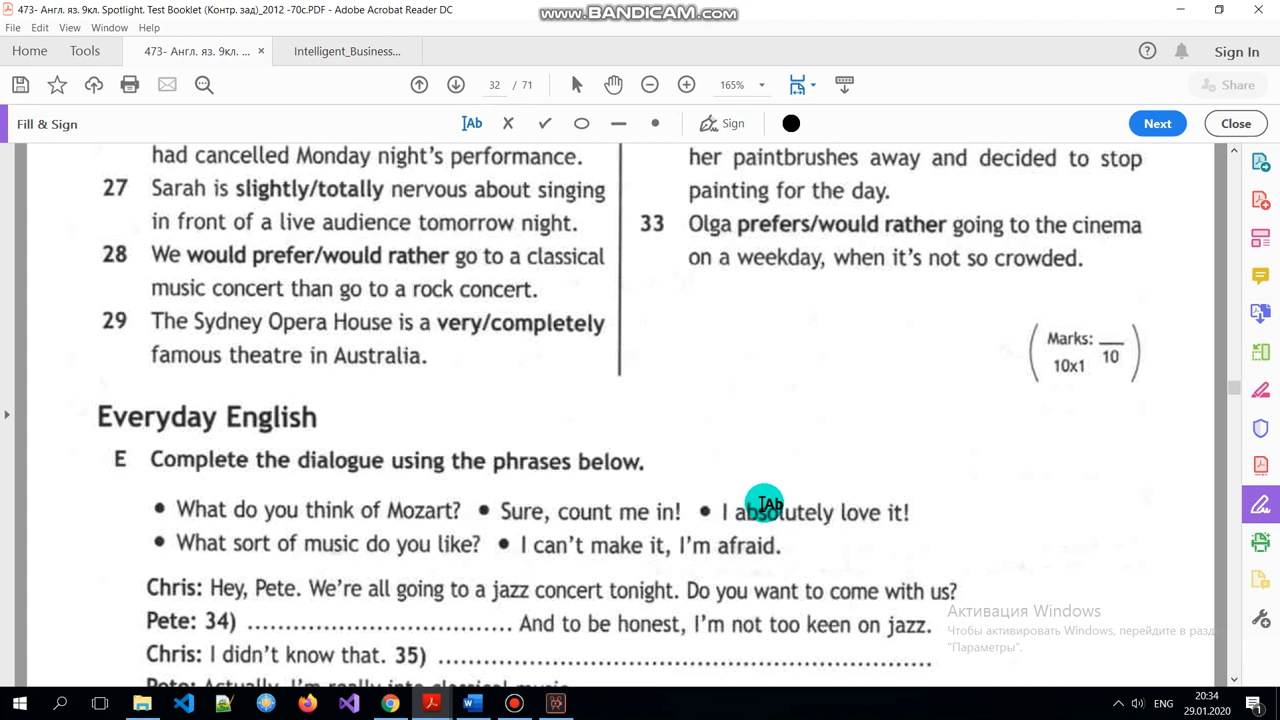 473- Англ. яз. 9кл. Spotlight. Test Booklet (Контр. зад)_2012 -70c.PDF - Adobe Acrobat Reader DC
www.BANDICAM.com
File Edit View Window Help
Home Tools 473- Англ. яз. 9кл. ... × Intelligent_Business... Sign In
32 / 71 165% Share
Fill & Sign Ab Sign Next Close
had cancelled Monday night's performance.
27 Sarah is slightly/totally nervous about singing
in front of a live audience tomorrow night.
28 We would prefer/would rather go to a classical
music concert than go to a rock concert.
29 The Sydney Opera House is a very/completely
famous theatre in Australia.
her paintbrushes away and decided to stop
painting for the day.
33 Olga prefers/would rather going to the cinema
on a weekday, when it's not so crowded.
Marks: __
10x1 10
Everyday English
E Complete the dialogue using the phrases below.
• What do you think of Mozart? • Sure, count me in! • I absolutely love it!
• What sort of music do you like? • I can't make it, I'm afraid.
Chris: Hey, Pete. We're all going to a jazz concert tonight. Do you want to come with us?
Pete: 34) ................................. And to be honest, I'm not too keen on jazz.
Chris: I didn't know that. 35) .............................................................
Pete: Actually, I'm really into classical music.
Активация Windows
Чтобы активировать Windows, перейдите в разд
"Параметры".
ENG 20:34
29.01.2020